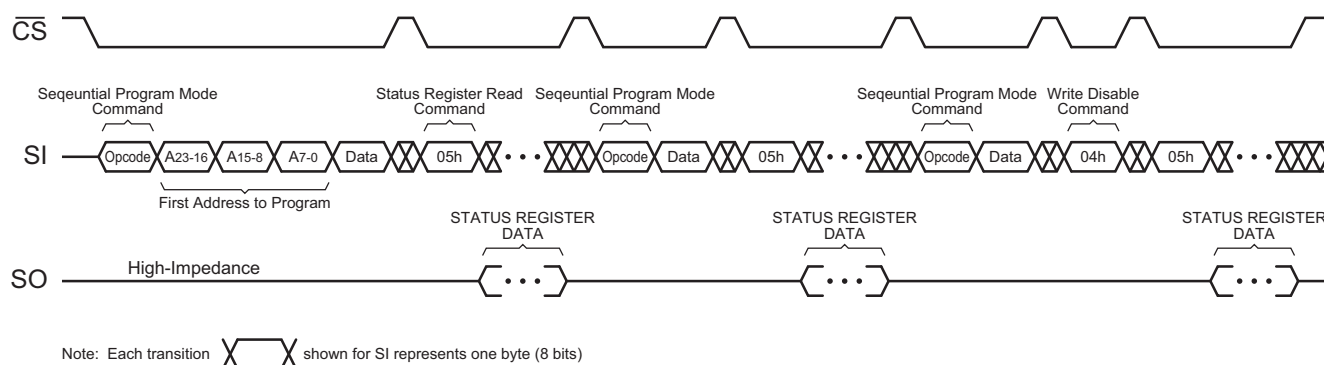 CS
Seqeuntial Program Mode
Command
Status Register Read
Command
Seqeuntial Program Mode
Command
Seqeuntial Program Mode
Command
Write Disable
Command
SI
Opcode A23-16 A15-8 A7-0 Data 05h • • • Opcode Data 05h • • • Opcode Data 04h 05h • • •
First Address to Program
STATUS REGISTER
DATA
STATUS REGISTER
DATA
STATUS REGISTER
DATA
SO
High-Impedance
• • • • • • • • •
Note: Each transition shown for SI represents one byte (8 bits)